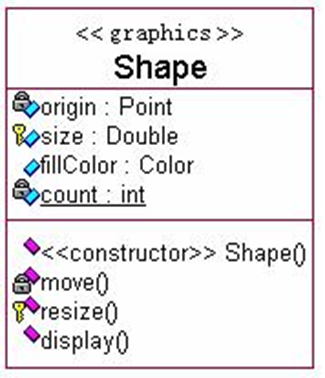 <<graphics>>
Shape
origin : Point
size : Double
fillColor : Color
count : int
<<constructor>> Shape()
move()
resize()
display()